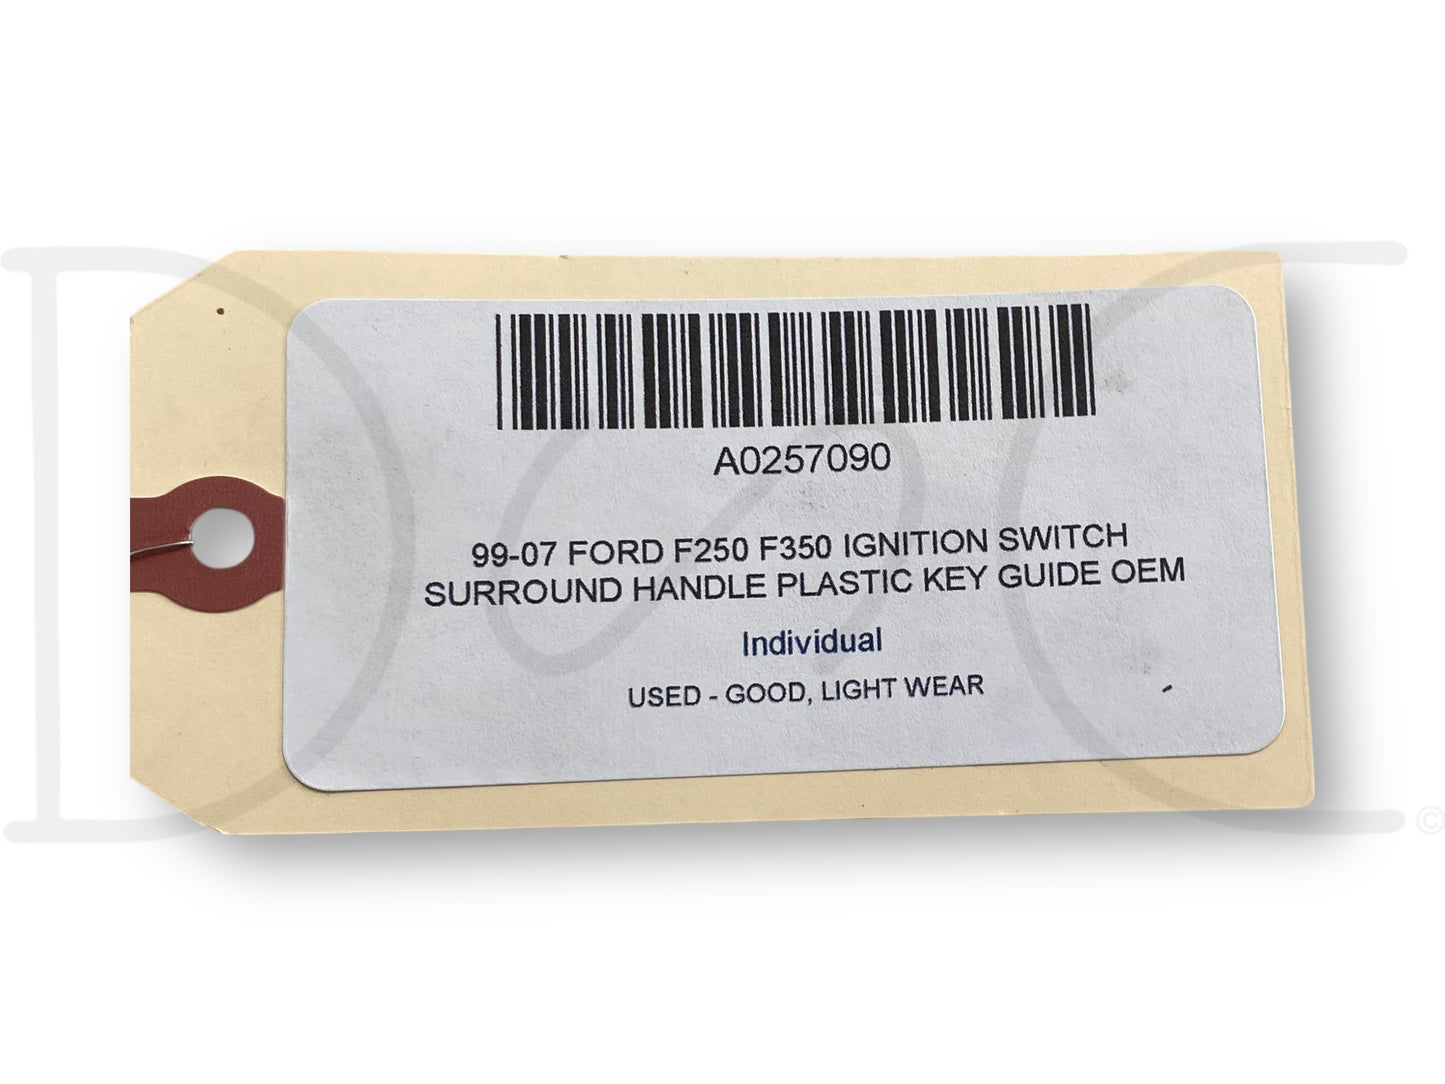 A0257090
99-07 FORD F250 F350 IGNITION SWITCH
SURROUND HANDLE PLASTIC KEY GUIDE OEM
Individual
USED - GOOD, LIGHT WEAR
©